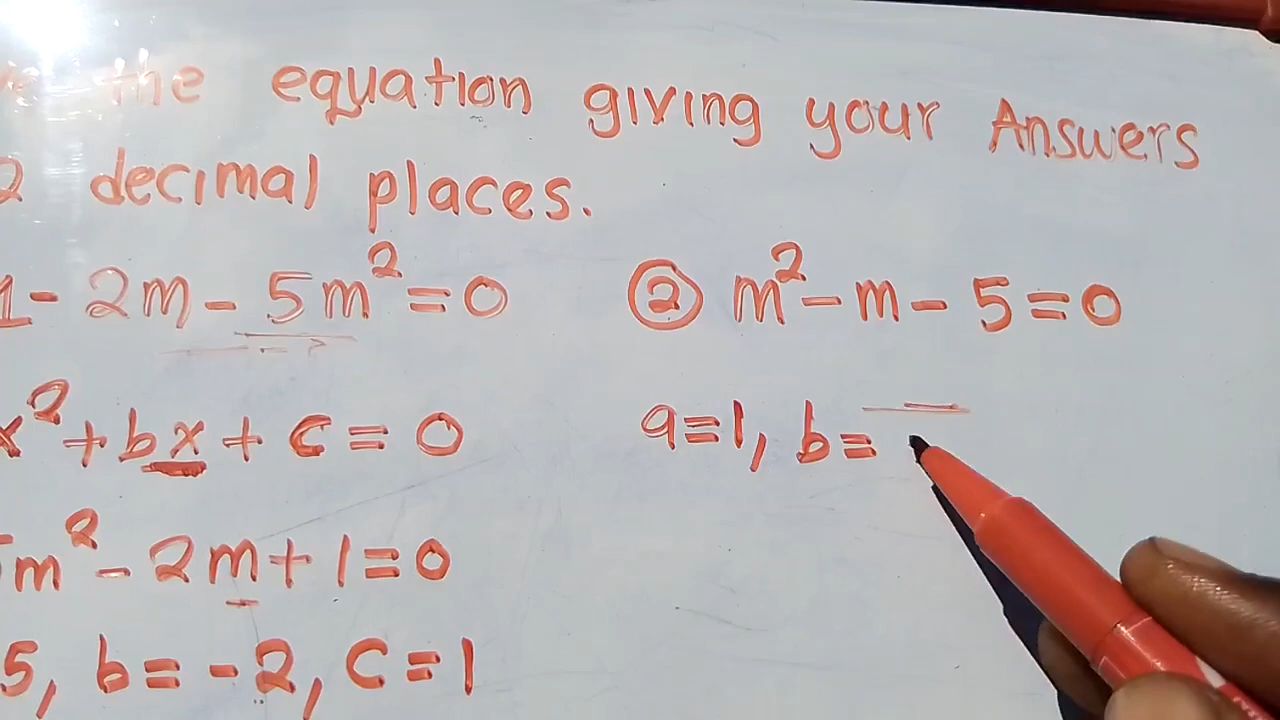 the equation giving your Answers
2 decimal places.
1 - 2m - 5m² = 0
② m² - m - 5 = 0
x² + bx + c = 0
a = 1, b =
5m² - 2m + 1 = 0
5, b = -2, c = 1